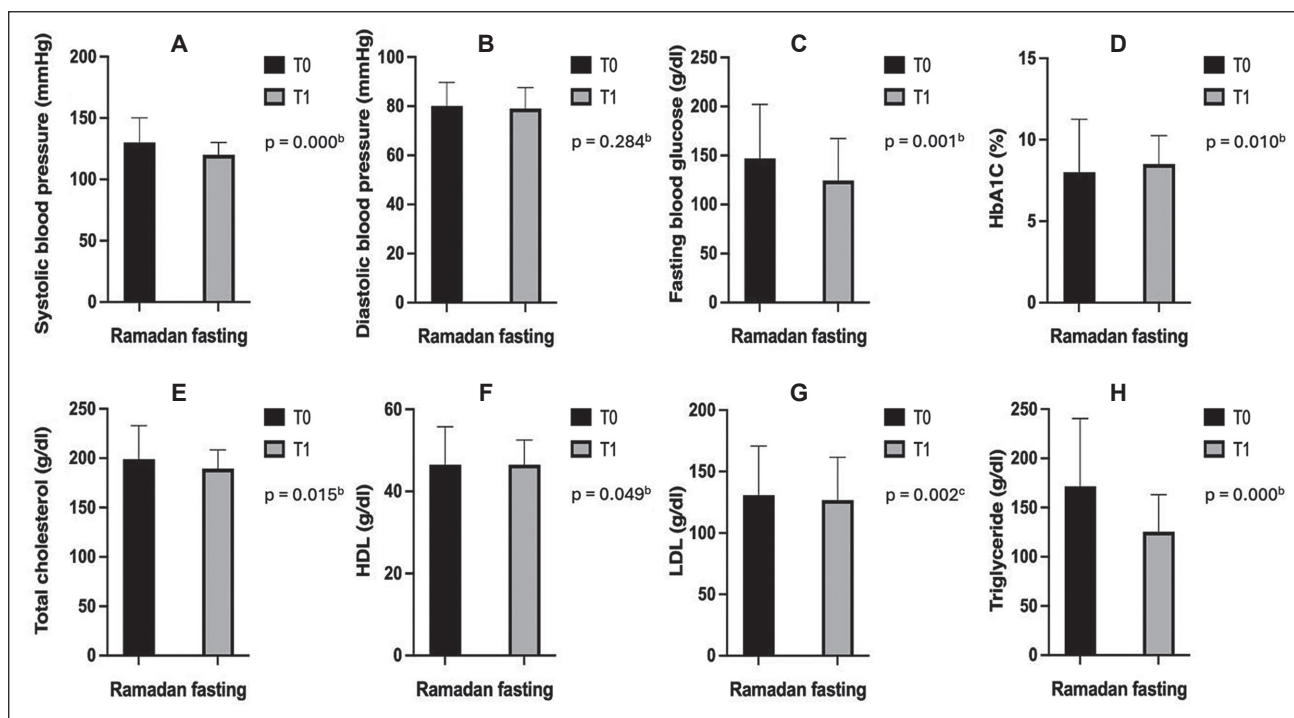 A
Systolic blood pressure (mmHg)
200
150
100
50
0
T0
T1
p = 0.000ᵇ
Ramadan fasting
B
Diastolic blood pressure (mmHg)
100
80
60
40
20
0
T0
T1
p = 0.284ᵇ
Ramadan fasting
C
Fasting blood glucose (g/dl)
250
200
150
100
50
0
T0
T1
p = 0.001ᵇ
Ramadan fasting
D
HbA1C (%)
15
10
5
0
T0
T1
p = 0.010ᵇ
Ramadan fasting
E
Total cholesterol (g/dl)
250
200
150
100
50
0
T0
T1
p = 0.015ᵇ
Ramadan fasting
F
HDL (g/dl)
60
40
20
0
T0
T1
p = 0.049ᵇ
Ramadan fasting
G
LDL (g/dl)
200
150
100
50
0
T0
T1
p = 0.002ᶜ
Ramadan fasting
H
Triglyceride (g/dl)
250
200
150
100
50
0
T0
T1
p = 0.000ᵇ
Ramadan fasting